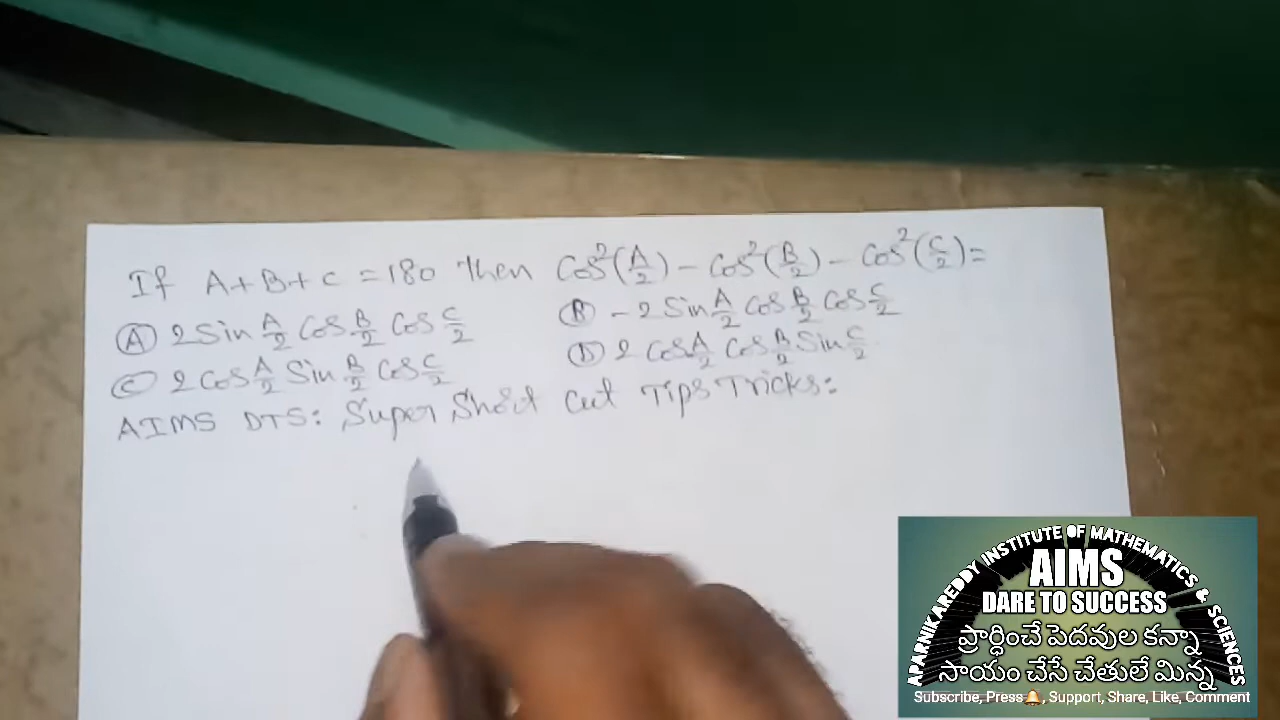 If A+B+C = 180 Then Cos²(A/2) - Cos²(B/2) - Cos²(C/2) =
(A) 2 Sin A/2 Cos B/2 Cos C/2 (B) -2 Sin A/2 Cos B/2 Cos C/2
(C) 2 Cos A/2 Sin B/2 Cos C/2 (D) 2 Cos A/2 Cos B/2 Sin C/2
AIMS DTS: Super Short Cut Tips Tricks:
APARNIKAREDDY INSTITUTE OF MATHEMATICS & SCIENCES
AIMS
DARE TO SUCCESS
ప్రార్ధించే పెదవుల కన్నా
సాయం చేసే చేతులే మిన్న
Subscribe, Press🔔, Support, Share, Like, Comment